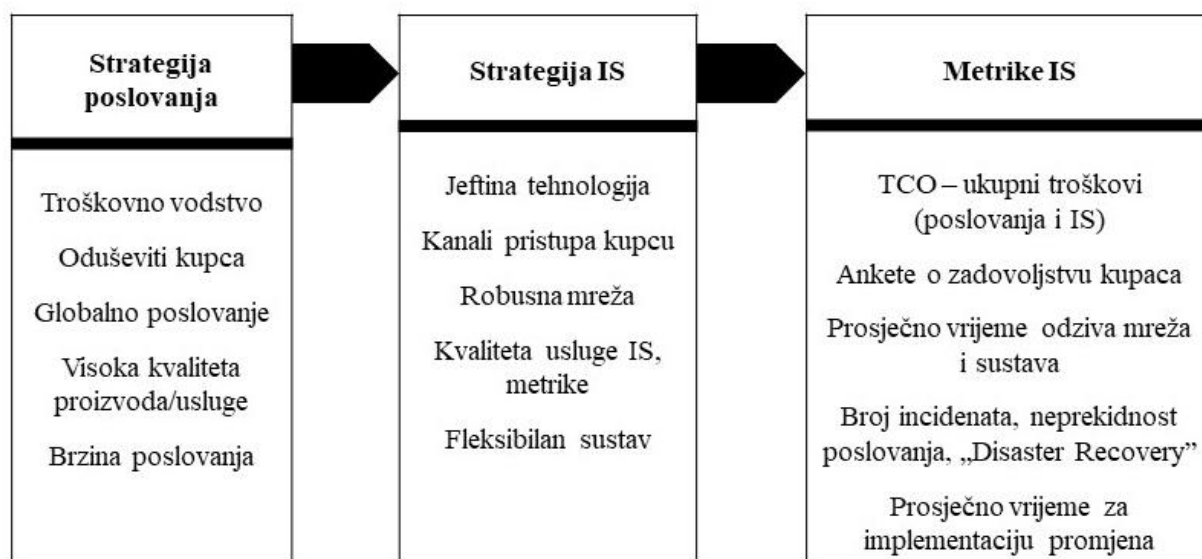 Strategija
poslovanja
Troškovno vodstvo
Oduševiti kupca
Globalno poslovanje
Visoka kvaliteta
proizvoda/usluge
Brzina poslovanja
Strategija IS
Jeftina tehnologija
Kanali pristupa kupcu
Robusna mreža
Kvaliteta usluge IS,
metrike
Fleksibilan sustav
Metrike IS
TCO – ukupni troškovi
(poslovanja i IS)
Ankete o zadovoljstvu kupaca
Prosječno vrijeme odziva mreža
i sustava
Broj incidenata, neprekidnost
poslovanja, „Disaster Recovery”
Prosječno vrijeme za
implementaciju promjena